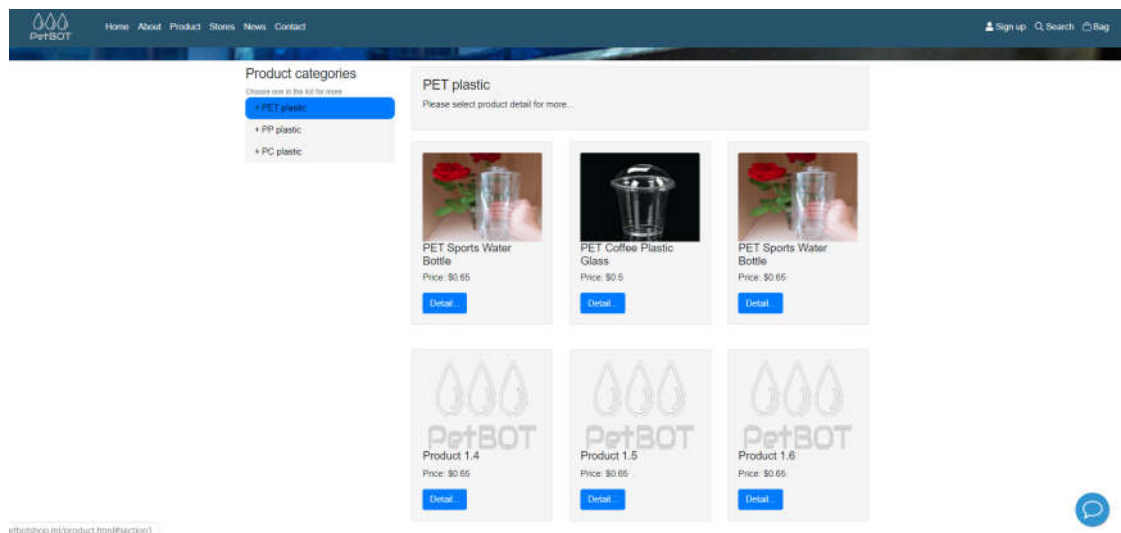 PetBOT
Home About Product Stores News Contact
Sign up Search Bag
Product categories
Choose one in the list for more
+ PET plastic
+ PP plastic
+ PC plastic
PET plastic
Please select product detail for more...
PET Sports Water
Bottle
Price: $0.65
Detail...
PET Coffee Plastic
Glass
Price: $0.5
Detail...
PET Sports Water
Bottle
Price: $0.65
Detail...
PetBOT
Product 1.4
Price: $0.65
Detail...
PetBOT
Product 1.5
Price: $0.65
Detail...
PetBOT
Product 1.6
Price: $0.65
Detail...
etbotshop.ml/product.html#section1